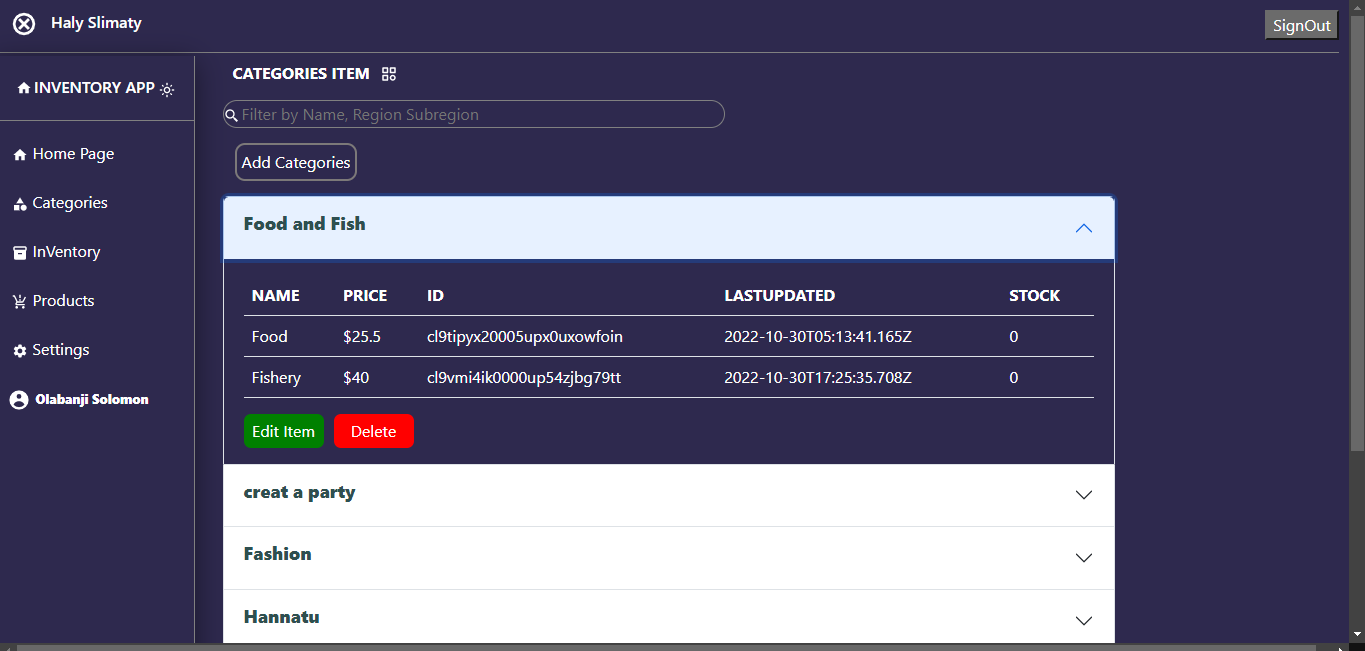 Haly Slimaty
SignOut
INVENTORY APP
Home Page
Categories
InVentory
Products
Settings
Olabanji Solomon
CATEGORIES ITEM
Filter by Name, Region Subregion
Add Categories
Food and Fish
NAME PRICE ID LASTUPDATED STOCK
Food $25.5 cl9tipyx20005upx0uxowfoin 2022-10-30T05:13:41.165Z 0
Fishery $40 cl9vmi4ik0000up54zjbg79tt 2022-10-30T17:25:35.708Z 0
Edit Item Delete
creat a party
Fashion
Hannatu